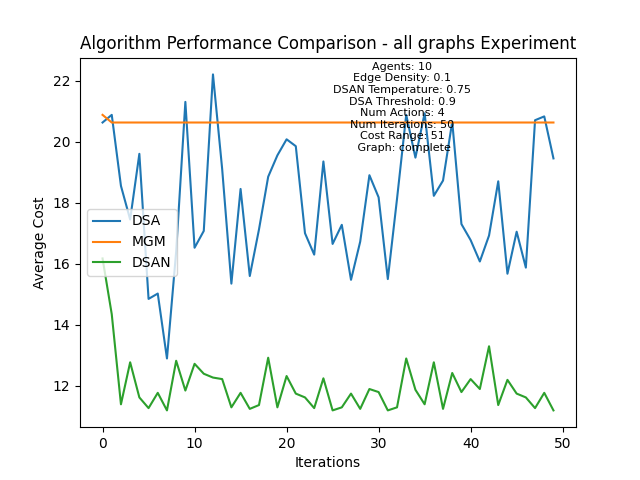 Algorithm Performance Comparison - all graphs Experiment
Agents: 10
Edge Density: 0.1
DSAN Temperature: 0.75
DSA Threshold: 0.9
Num Actions: 4
Num Iterations: 50
Cost Range: 51
Graph: complete
22
20
18
16
14
12
Average Cost
DSA
MGM
DSAN
0
10
20
30
40
50
Iterations